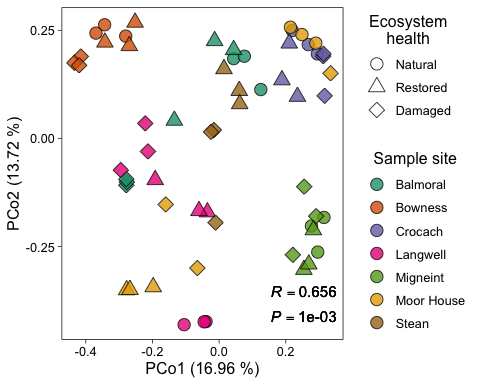 Ecosystem
health
Natural
Restored
Damaged
Sample site
Balmoral
Bowness
Crocach
Langwell
Migneint
Moor House
Stean
0.25
0.00
-0.25
PCo2 (13.72 %)
R = 0.656
P = 1e-03
-0.4 -0.2 0.0 0.2
PCo1 (16.96 %)